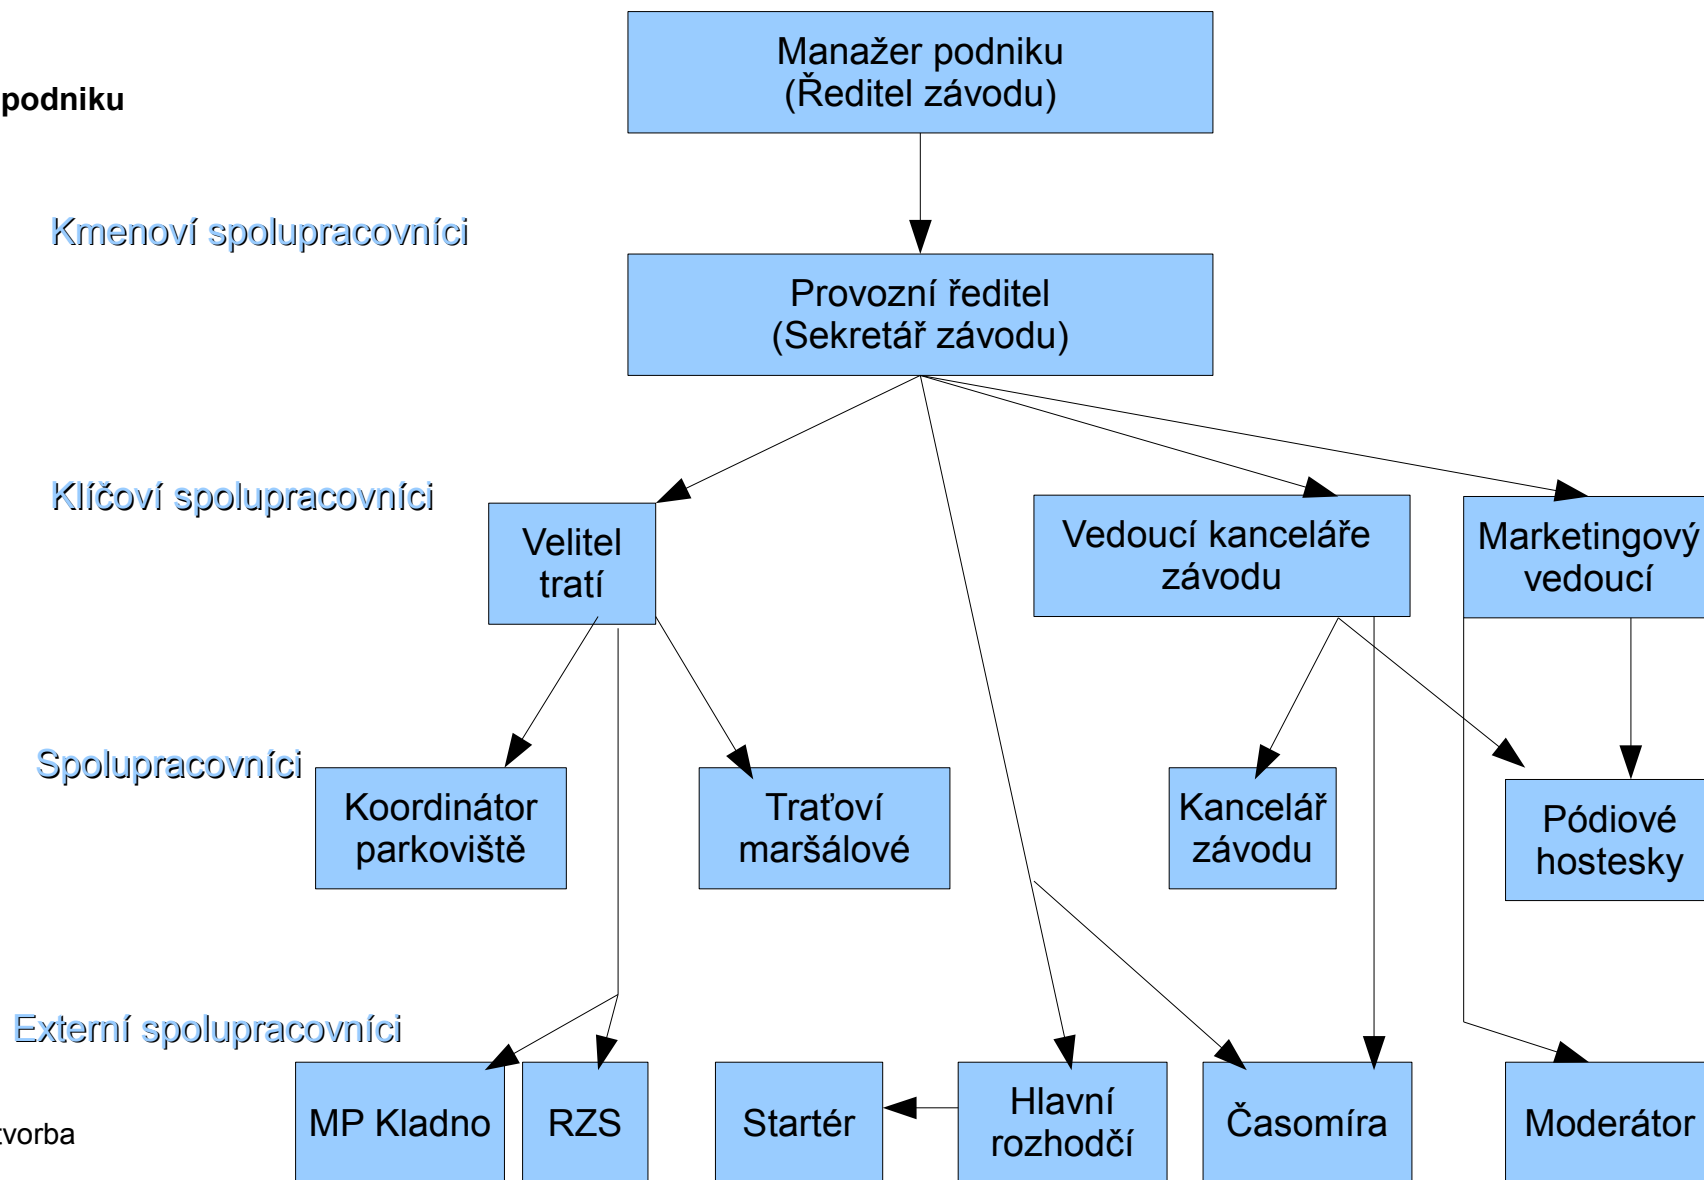 Manažer podniku
(Ředitel závodu)
podniku
Kmenoví spolupracovníci
Provozní ředitel
(Sekretář závodu)
Klíčoví spolupracovníci
Velitel
tratí
Vedoucí kanceláře
závodu
Marketingový
vedoucí
Spolupracovníci
Koordinátor
parkoviště
Traťoví
maršálové
Kancelář
závodu
Pódiové
hostesky
Externí spolupracovníci
MP Kladno
RZS
Startér
Hlavní
rozhodčí
Časomíra
Moderátor
tvorba